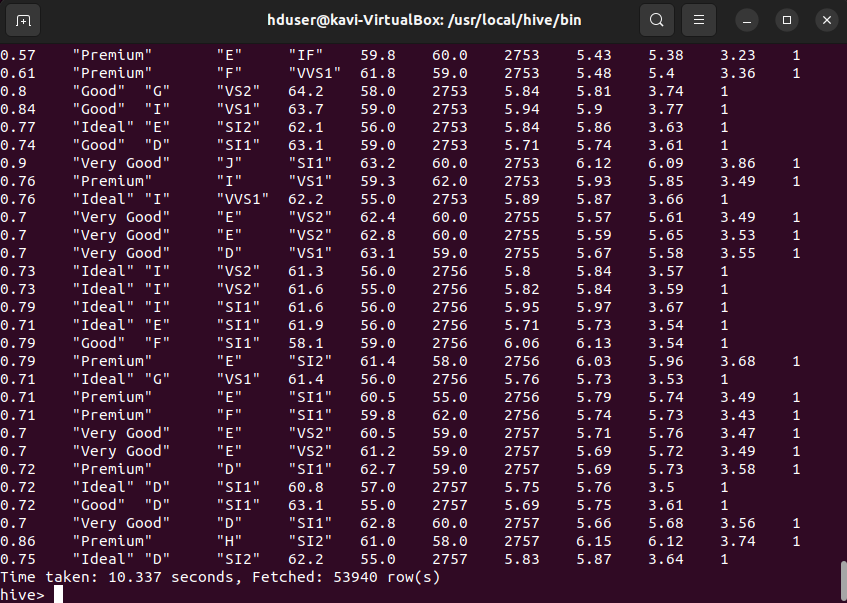 hduser@kavi-VirtualBox: /usr/local/hive/bin
0.57 "Premium" "E" "IF" 59.8 60.0 2753 5.43 5.38 3.23 1
0.61 "Premium" "F" "VVS1" 61.8 59.0 2753 5.48 5.4 3.36 1
0.8 "Good" "G" "VS2" 64.2 58.0 2753 5.84 5.81 3.74 1
0.84 "Good" "I" "VS1" 63.7 59.0 2753 5.94 5.9 3.77 1
0.77 "Ideal" "E" "SI2" 62.1 56.0 2753 5.84 5.86 3.63 1
0.74 "Good" "D" "SI1" 63.1 59.0 2753 5.71 5.74 3.61 1
0.9 "Very Good" "J" "SI1" 63.2 60.0 2753 6.12 6.09 3.86 1
0.76 "Premium" "I" "VS1" 59.3 62.0 2753 5.93 5.85 3.49 1
0.76 "Ideal" "I" "VVS1" 62.2 55.0 2753 5.89 5.87 3.66 1
0.7 "Very Good" "E" "VS2" 62.4 60.0 2755 5.57 5.61 3.49 1
0.7 "Very Good" "E" "VS2" 62.8 60.0 2755 5.59 5.65 3.53 1
0.7 "Very Good" "D" "VS1" 63.1 59.0 2755 5.67 5.58 3.55 1
0.73 "Ideal" "I" "VS2" 61.3 56.0 2756 5.8 5.84 3.57 1
0.73 "Ideal" "I" "VS2" 61.6 55.0 2756 5.82 5.84 3.59 1
0.79 "Ideal" "I" "SI1" 61.6 56.0 2756 5.95 5.97 3.67 1
0.71 "Ideal" "E" "SI1" 61.9 56.0 2756 5.71 5.73 3.54 1
0.79 "Good" "F" "SI1" 58.1 59.0 2756 6.06 6.13 3.54 1
0.79 "Premium" "E" "SI2" 61.4 58.0 2756 6.03 5.96 3.68 1
0.71 "Ideal" "G" "VS1" 61.4 56.0 2756 5.76 5.73 3.53 1
0.71 "Premium" "E" "SI1" 60.5 55.0 2756 5.79 5.74 3.49 1
0.71 "Premium" "F" "SI1" 59.8 62.0 2756 5.74 5.73 3.43 1
0.7 "Very Good" "E" "VS2" 60.5 59.0 2757 5.71 5.76 3.47 1
0.7 "Very Good" "E" "VS2" 61.2 59.0 2757 5.69 5.72 3.49 1
0.72 "Premium" "D" "SI1" 62.7 59.0 2757 5.69 5.73 3.58 1
0.72 "Ideal" "D" "SI1" 60.8 57.0 2757 5.75 5.76 3.5 1
0.72 "Good" "D" "SI1" 63.1 55.0 2757 5.69 5.75 3.61 1
0.7 "Very Good" "D" "SI1" 62.8 60.0 2757 5.66 5.68 3.56 1
0.86 "Premium" "H" "SI2" 61.0 58.0 2757 6.15 6.12 3.74 1
0.75 "Ideal" "D" "SI2" 62.2 55.0 2757 5.83 5.87 3.64 1
Time taken: 10.337 seconds, Fetched: 53940 row(s)
hive>